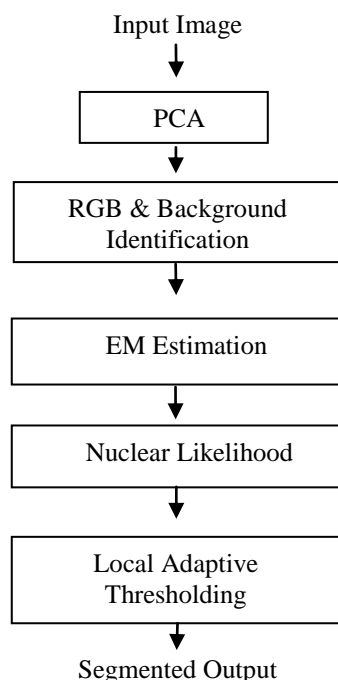 Input Image
PCA
RGB & Background
Identification
EM Estimation
Nuclear Likelihood
Local Adaptive
Thresholding
Segmented Output